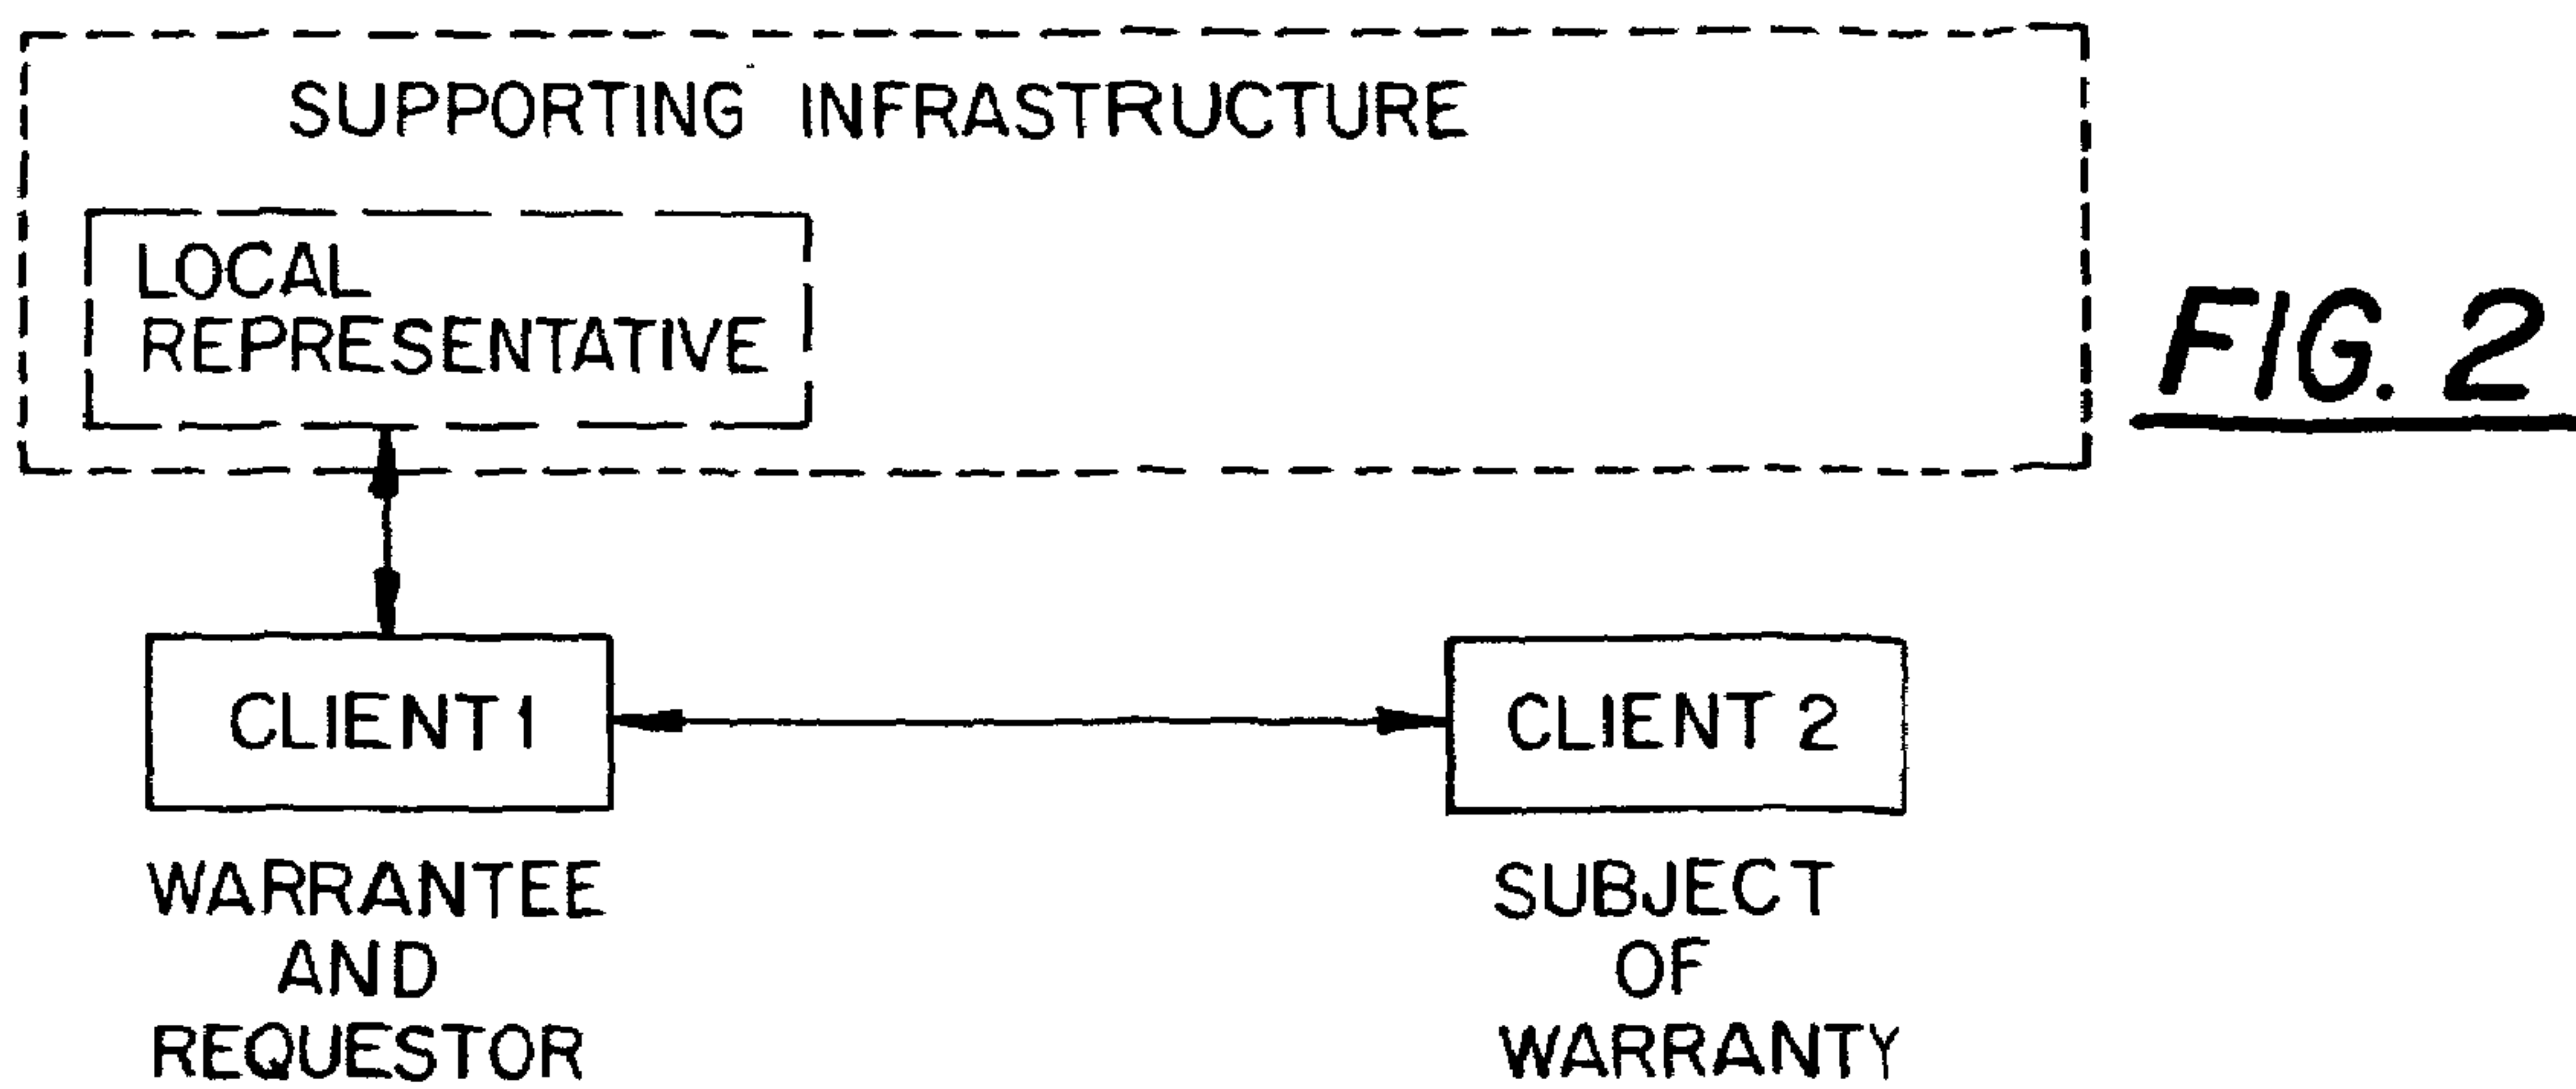 SUPPORTING INFRASTRUCTURE
LOCAL
REPRESENTATIVE
FIG. 2
CLIENT 1
CLIENT 2
WARRANTEE
AND
REQUESTOR
SUBJECT
OF
WARRANTY